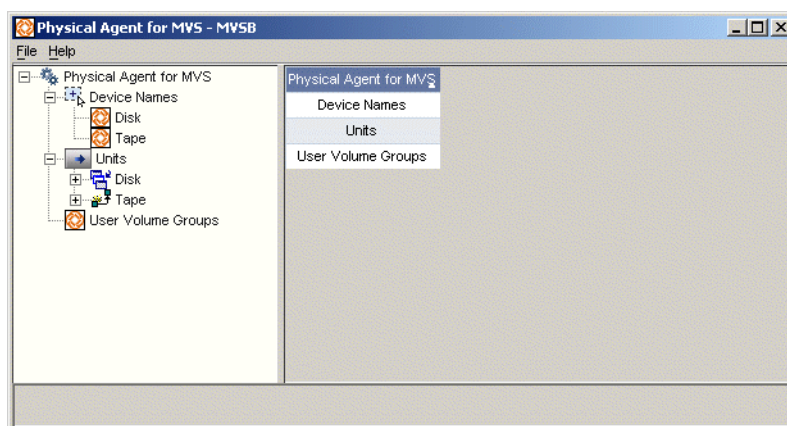 Physical Agent for MVS - MVSB
File Help
Physical Agent for MVS
Device Names
Disk
Tape
Units
Disk
Tape
User Volume Groups
Physical Agent for MVS
Device Names
Units
User Volume Groups